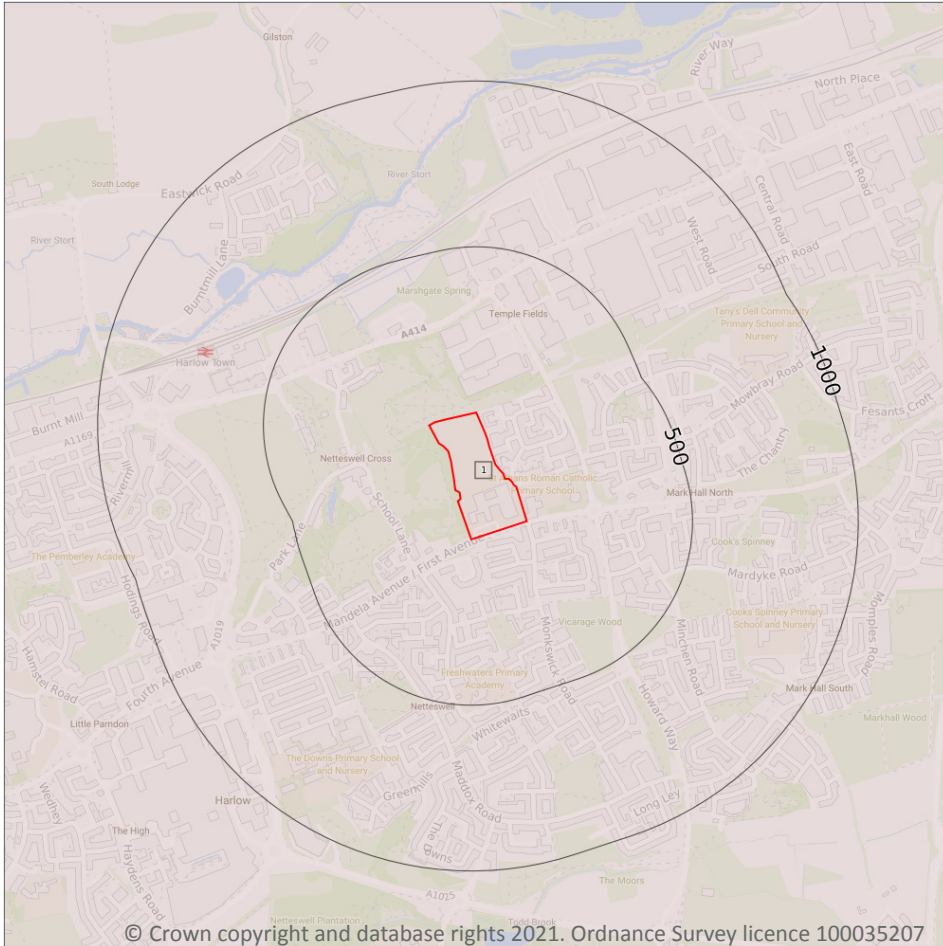 Gilston
River Way
North Place
South Lodge
Eastwick Road
River Stort
East Road
Central Road
River Stort
West Road
South Road
Burntmill Lane
Marshgate Spring
Temple Fields
A414
Tany's Dell Community
Primary School and
Nursery
Harlow Town
1000
Mowbray Road
Fesants Croft
Burnt Mill
A1169
500
The Chantry
Netteswell Cross
1
Rivermill
ns Roman Catholic
Primary School
Mark Hall North
School Lane
Park Lane
Cook's Spinney
The Pemberley Academy
Mandela Avenue / First Avenue
Mardyke Road
Hodings Road
Vicarage Wood
Cooks Spinney Primary
School and Nursery
Momples Road
A1019
Monkswick Road
Minchen Road
Hamstel Road
Fourth Avenue
Freshwaters Primary
Academy
Mark Hall South
Netteswell
Howard Way
Little Parndon
Whitewaits
Markhall Wood
The Downs Primary School
and Nursery
Greenhills
Maddox Road
Wedhey
Harlow
Long Ley
The High
The Downs
Haydens Road
A1025
The Moors
Netteswell Plantation
Todd Brook
© Crown copyright and database rights 2021. Ordnance Survey licence 100035207